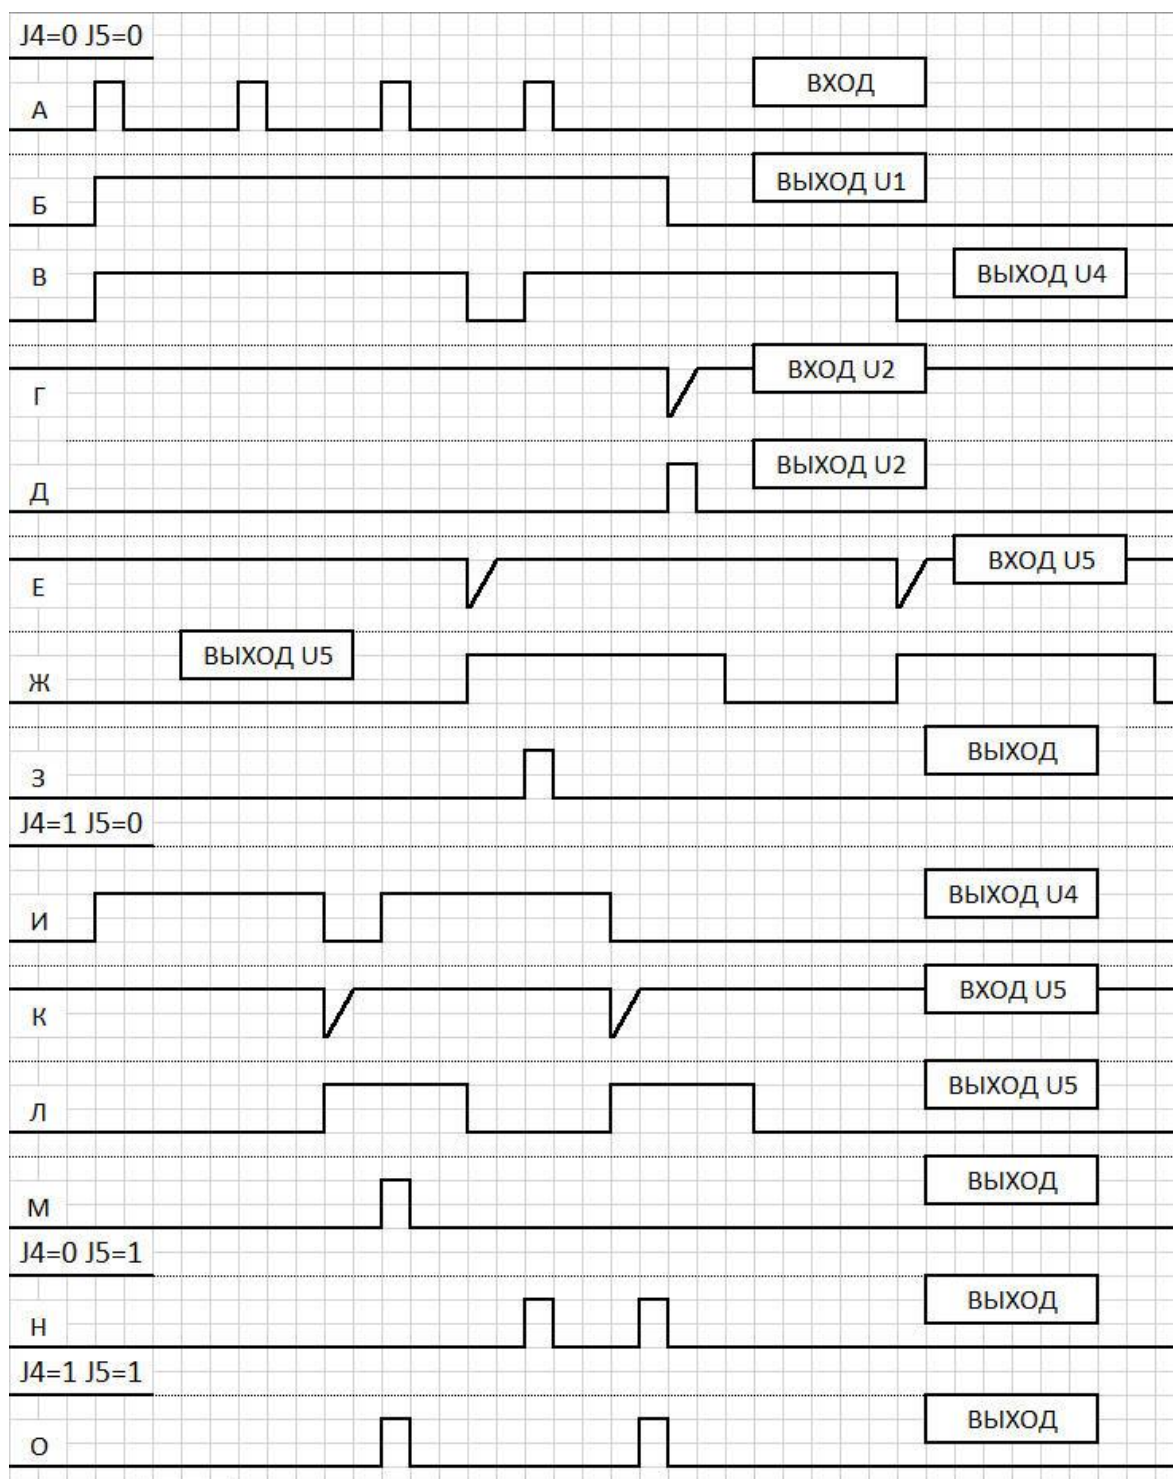 J4=0 J5=0
ВХОД
А
ВЫХОД U1
Б
В
ВЫХОД U4
ВХОД U2
Г
ВЫХОД U2
Д
ВХОД U5
Е
ВЫХОД U5
Ж
ВЫХОД
З
J4=1 J5=0
ВЫХОД U4
И
ВХОД U5
К
ВЫХОД U5
Л
ВЫХОД
М
J4=0 J5=1
ВЫХОД
Н
J4=1 J5=1
ВЫХОД
О